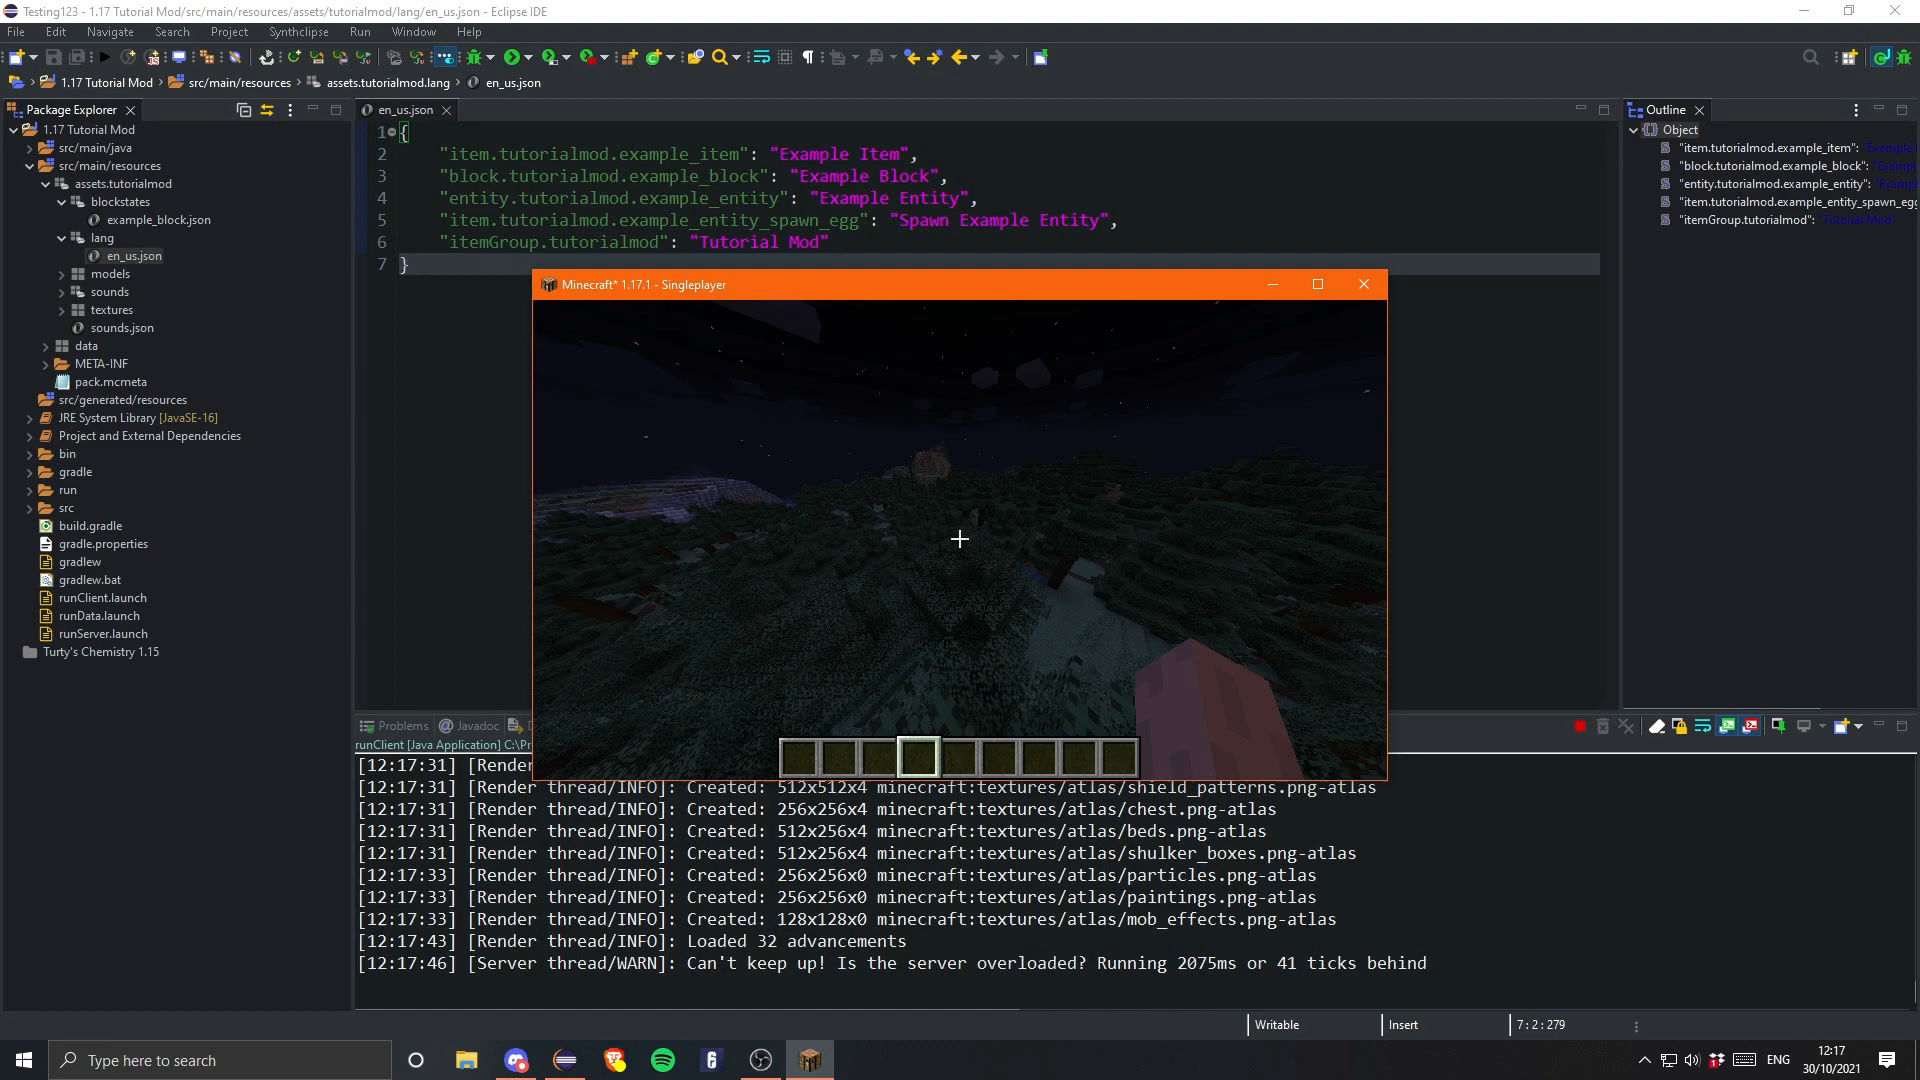 Testing123 - 1.17 Tutorial Mod/src/main/resources/assets/tutorialmod/lang/en_us.json - Eclipse IDE
File Edit Navigate Search Project Synthclipse Run Window Help
1.17 Tutorial Mod src/main/resources assets.tutorialmod.lang en_us.json
Package Explorer
1.17 Tutorial Mod
src/main/java
src/main/resources
assets.tutorialmod
blockstates
example_block.json
lang
en_us.json
models
sounds
textures
sounds.json
data
META-INF
pack.mcmeta
src/generated/resources
JRE System Library [JavaSE-16]
Project and External Dependencies
bin
gradle
run
src
build.gradle
gradle.properties
gradlew
gradlew.bat
runClient.launch
runData.launch
runServer.launch
Turty's Chemistry 1.15
en_us.json
1 {
2 "item.tutorialmod.example_item": "Example Item",
3 "block.tutorialmod.example_block": "Example Block",
4 "entity.tutorialmod.example_entity": "Example Entity",
5 "item.tutorialmod.example_entity_spawn_egg": "Spawn Example Entity",
6 "itemGroup.tutorialmod": "Tutorial Mod"
7 }
Outline
Object
"item.tutorialmod.example_item": Example
"block.tutorialmod.example_block":
"entity.tutorialmod.example_entity":
"item.tutorialmod.example_entity_spawn_egg
"itemGroup.tutorialmod": "Tutorial Mod"
Minecraft* 1.17.1 - Singleplayer
Problems Javadoc
runClient [Java Application] C:\Pr
[12:17:31] [Render
[12:17:31] [Render thread/INFO]: Created: 512x512x4 minecraft:textures/atlas/shield_patterns.png-atlas
[12:17:31] [Render thread/INFO]: Created: 256x256x4 minecraft:textures/atlas/chest.png-atlas
[12:17:31] [Render thread/INFO]: Created: 512x256x4 minecraft:textures/atlas/beds.png-atlas
[12:17:31] [Render thread/INFO]: Created: 512x256x4 minecraft:textures/atlas/shulker_boxes.png-atlas
[12:17:33] [Render thread/INFO]: Created: 256x256x0 minecraft:textures/atlas/particles.png-atlas
[12:17:33] [Render thread/INFO]: Created: 256x256x0 minecraft:textures/atlas/paintings.png-atlas
[12:17:33] [Render thread/INFO]: Created: 128x128x0 minecraft:textures/atlas/mob_effects.png-atlas
[12:17:43] [Render thread/INFO]: Loaded 32 advancements
[12:17:46] [Server thread/WARN]: Can't keep up! Is the server overloaded? Running 2075ms or 41 ticks behind
Writable Insert 7 : 2 : 279
Type here to search
ENG
12:17
30/10/2021